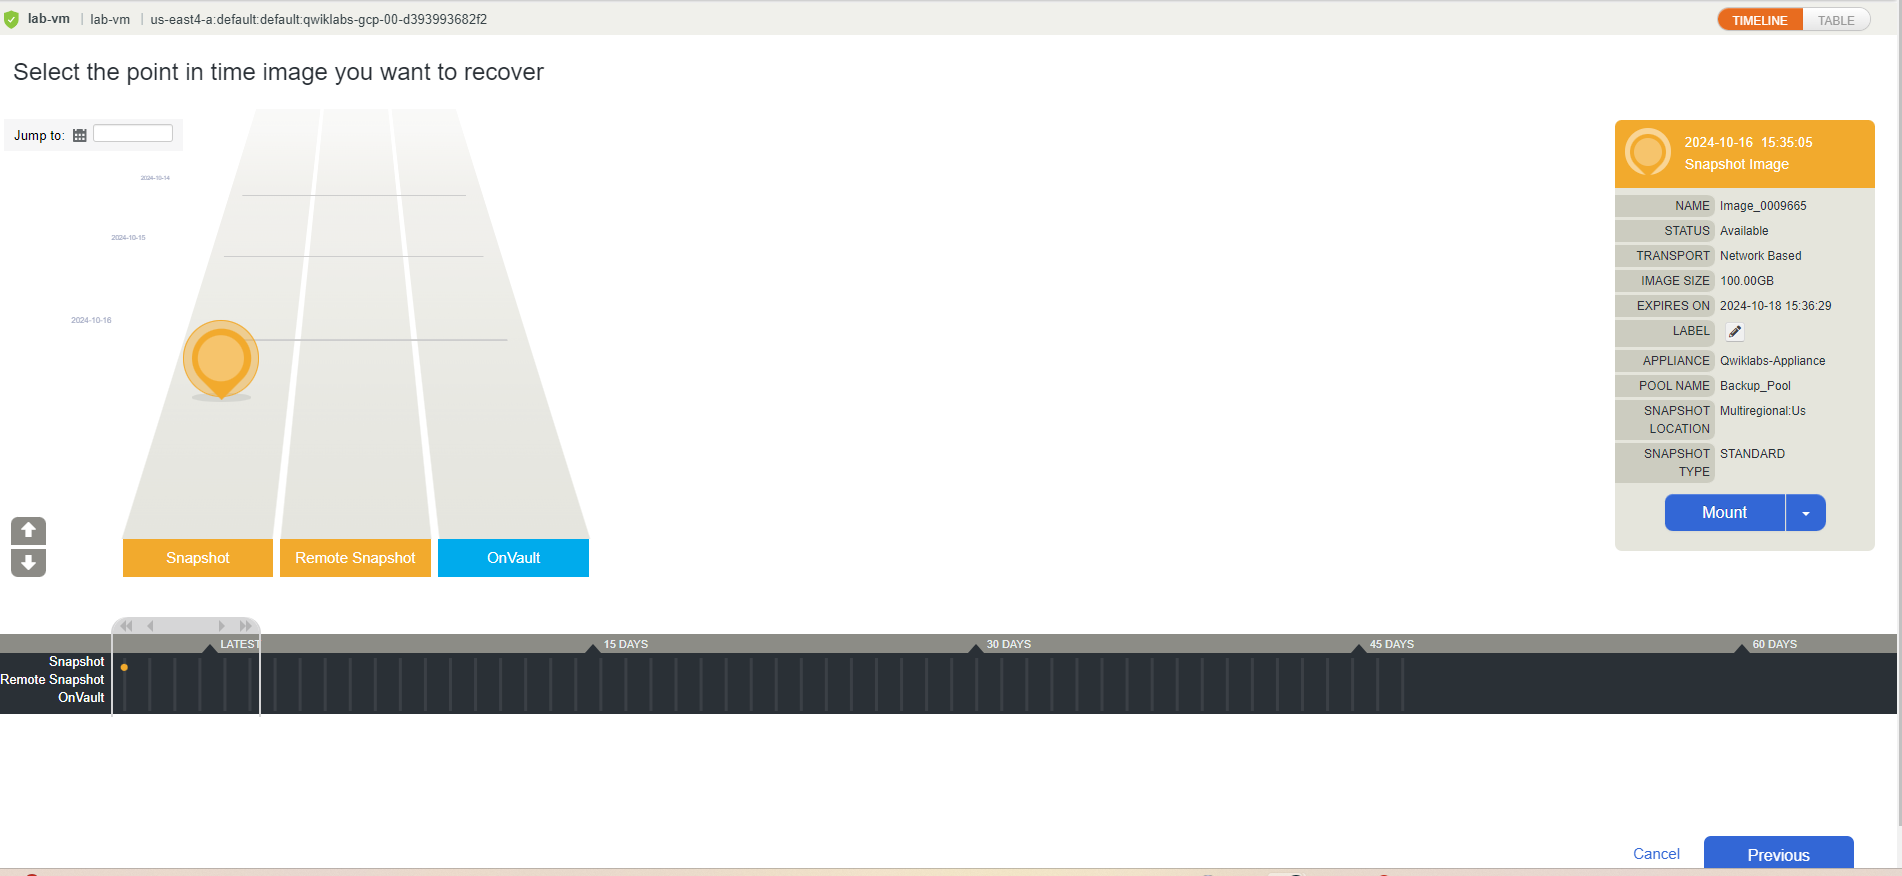 lab-vm | lab-vm | us-east4-a:default:default:qwiklabs-gcp-00-d393993682f2
TIMELINE TABLE
Select the point in time image you want to recover
Jump to:
2024-10-14
2024-10-15
2024-10-16
Snapshot Remote Snapshot OnVault
2024-10-16 15:35:05
Snapshot Image
NAME Image_0009665
STATUS Available
TRANSPORT Network Based
IMAGE SIZE 100.00GB
EXPIRES ON 2024-10-18 15:36:29
LABEL
APPLIANCE Qwiklabs-Appliance
POOL NAME Backup_Pool
SNAPSHOT LOCATION Multiregional:Us
SNAPSHOT TYPE STANDARD
Mount
LATEST 15 DAYS 30 DAYS 45 DAYS 60 DAYS
Snapshot
Remote Snapshot
OnVault
Cancel Previous